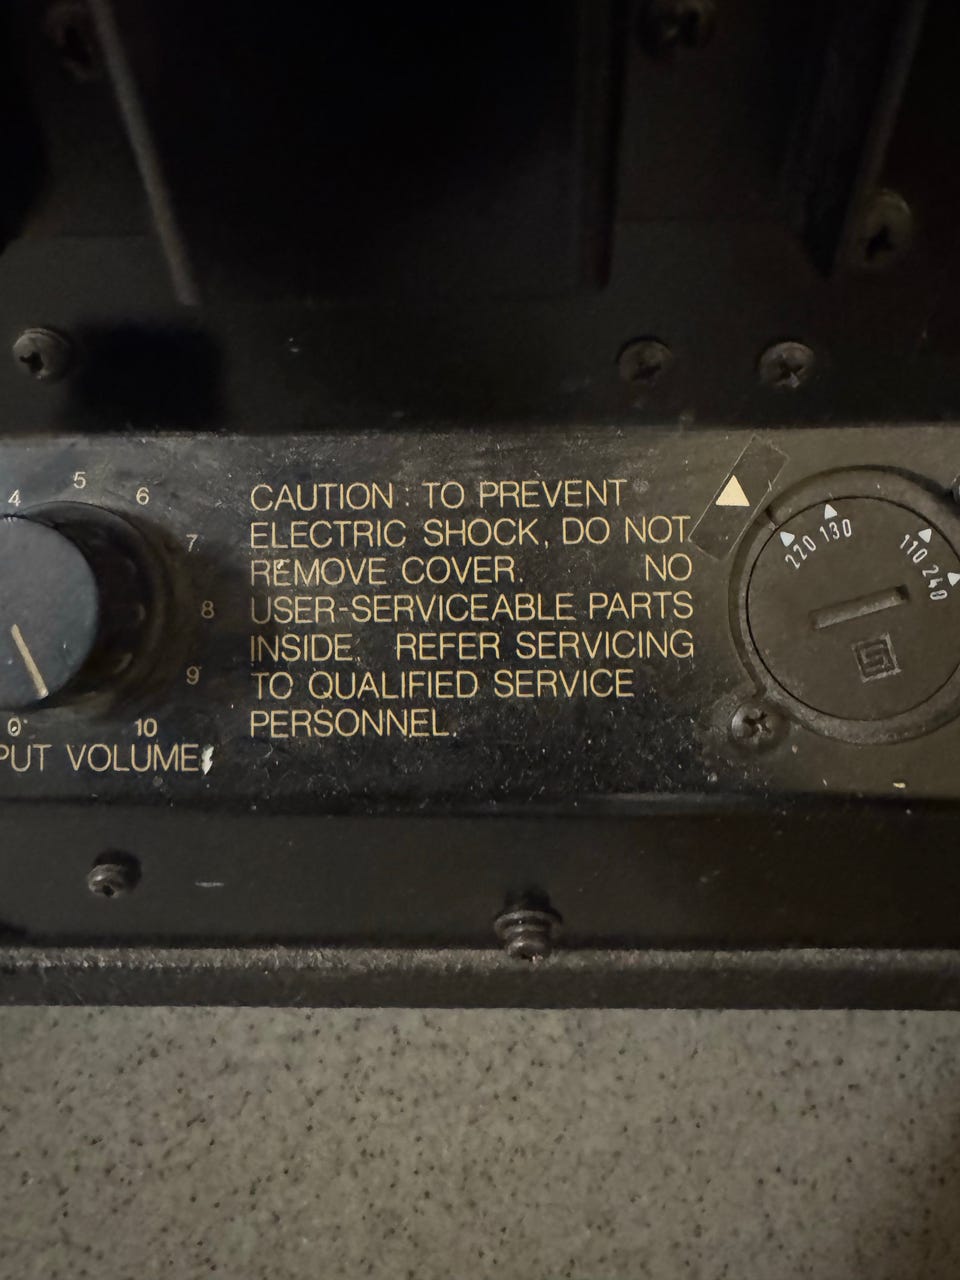 4
5
6
7
8
9
0
10
PUT VOLUME
CAUTION : TO PREVENT
ELECTRIC SHOCK, DO NOT
REMOVE COVER. NO
USER-SERVICEABLE PARTS
INSIDE REFER SERVICING
TO QUALIFIED SERVICE
PERSONNEL.
220
130
110
240